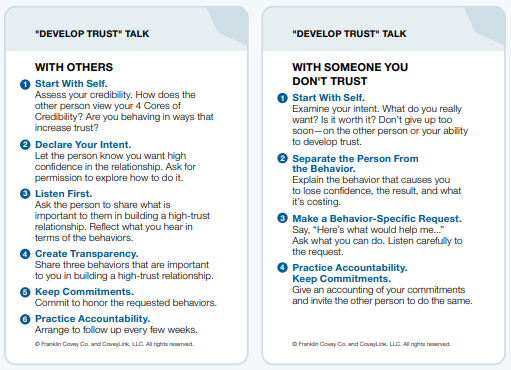 "DEVELOP TRUST" TALK
WITH OTHERS
1 Start With Self.
Assess your credibility. How does the
other person view your 4 Cores of
Credibility? Are you behaving in ways that
increase trust?
2 Declare Your Intent.
Let the person know you want high
confidence in the relationship. Ask for
permission to explore how to do it.
3 Listen First.
Ask the person to share what is
important to them in building a high-trust
relationship. Reflect what you hear in
terms of the behaviors.
4 Create Transparency.
Share three behaviors that are important
to you in building a high-trust relationship.
5 Keep Commitments.
Commit to honor the requested behaviors.
6 Practice Accountability.
Arrange to follow up every few weeks.
© Franklin Covey Co. and CoveyLink, LLC. All rights reserved.
"DEVELOP TRUST" TALK
WITH SOMEONE YOU
DON'T TRUST
1 Start With Self.
Examine your intent. What do you really
want? Is it worth it? Don't give up too
soon—on the other person or your ability
to develop trust.
2 Separate the Person From
the Behavior.
Explain the behavior that causes you
to lose confidence, the result, and what
it's costing.
3 Make a Behavior-Specific Request.
Say, "Here's what would help me..."
Ask what you can do. Listen carefully to
the request.
4 Practice Accountability.
Keep Commitments.
Give an accounting of your commitments
and invite the other person to do the same.
© Franklin Covey Co. and CoveyLink, LLC. All rights reserved.